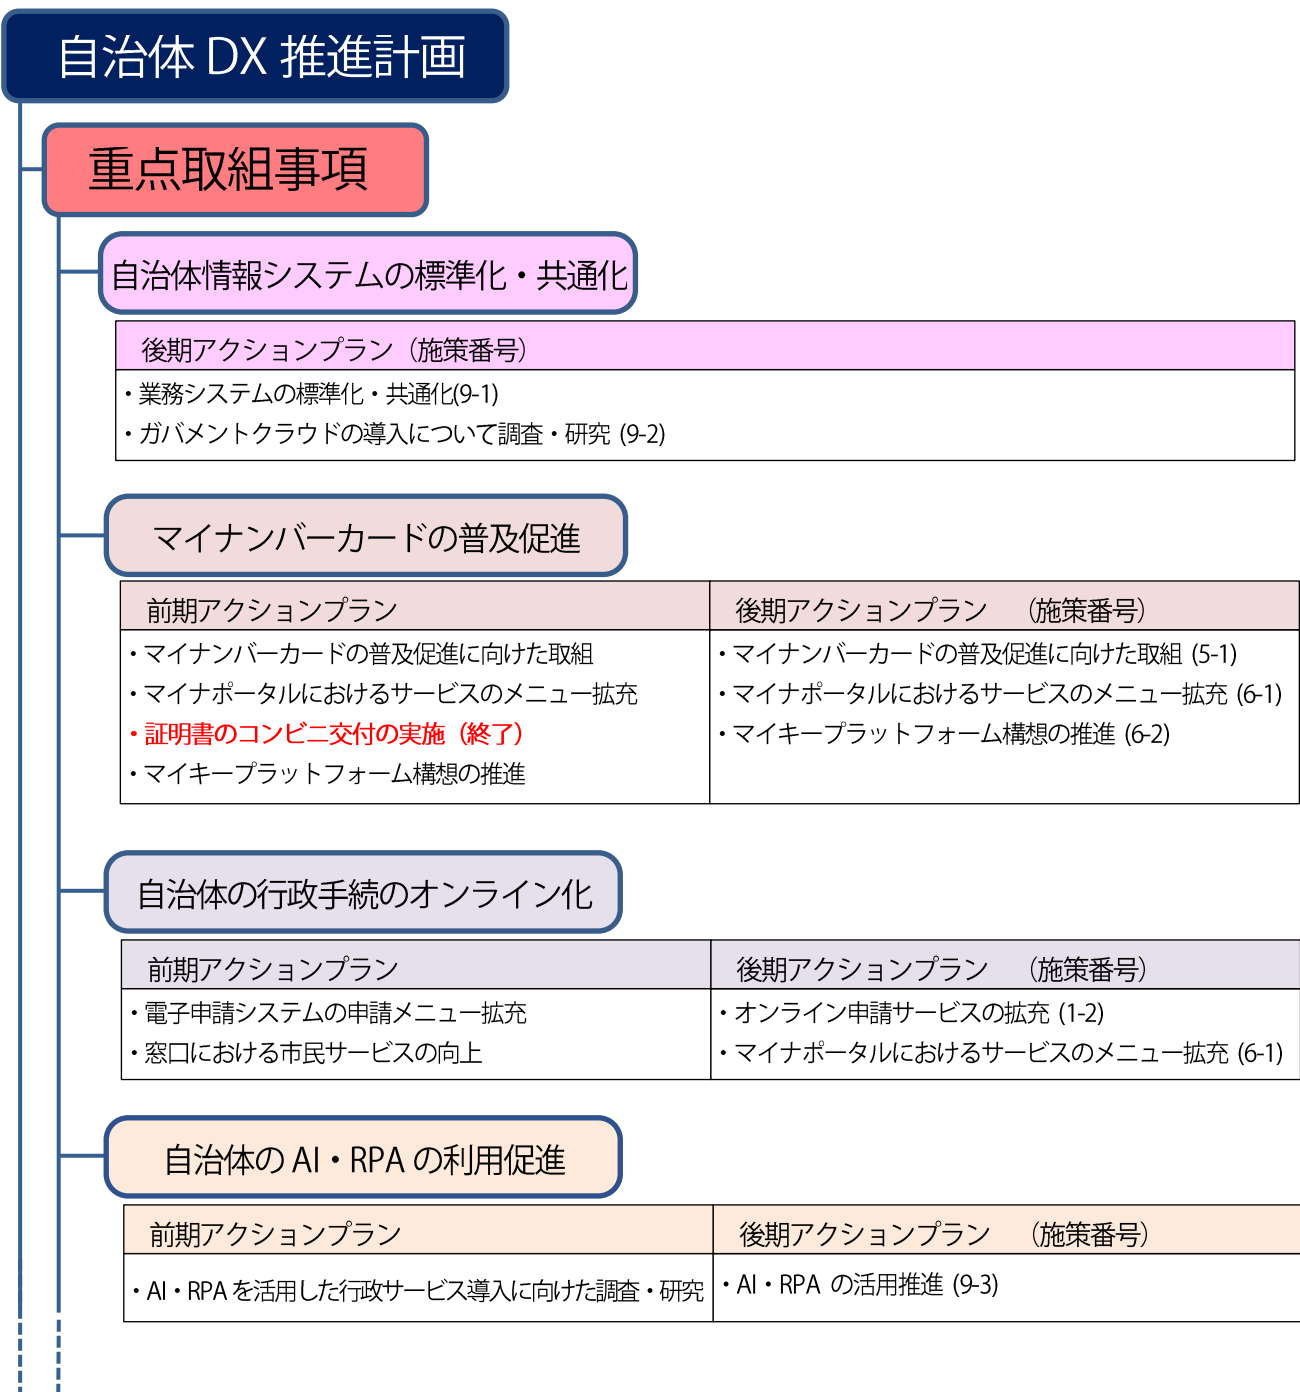 自治体 DX 推進計画
重点取組事項
自治体情報システムの標準化・共通化
後期アクションプラン（施策番号）
・業務システムの標準化・共通化(9-1)
・ガバメントクラウドの導入について調査・研究 (9-2)
マイナンバーカードの普及促進
前期アクションプラン
・マイナンバーカードの普及促進に向けた取組
・マイナポータルにおけるサービスのメニュー拡充
・証明書のコンビニ交付の実施（終了）
・マイキープラットフォーム構想の推進
後期アクションプラン　（施策番号）
・マイナンバーカードの普及促進に向けた取組 (5-1)
・マイナポータルにおけるサービスのメニュー拡充 (6-1)
・マイキープラットフォーム構想の推進 (6-2)
自治体の行政手続のオンライン化
前期アクションプラン
・電子申請システムの申請メニュー拡充
・窓口における市民サービスの向上
後期アクションプラン　（施策番号）
・オンライン申請サービスの拡充 (1-2)
・マイナポータルにおけるサービスのメニュー拡充 (6-1)
自治体の AI・RPA の利用促進
前期アクションプラン
・AI・RPA を活用した行政サービス導入に向けた調査・研究
後期アクションプラン　（施策番号）
・AI・RPA の活用推進 (9-3)